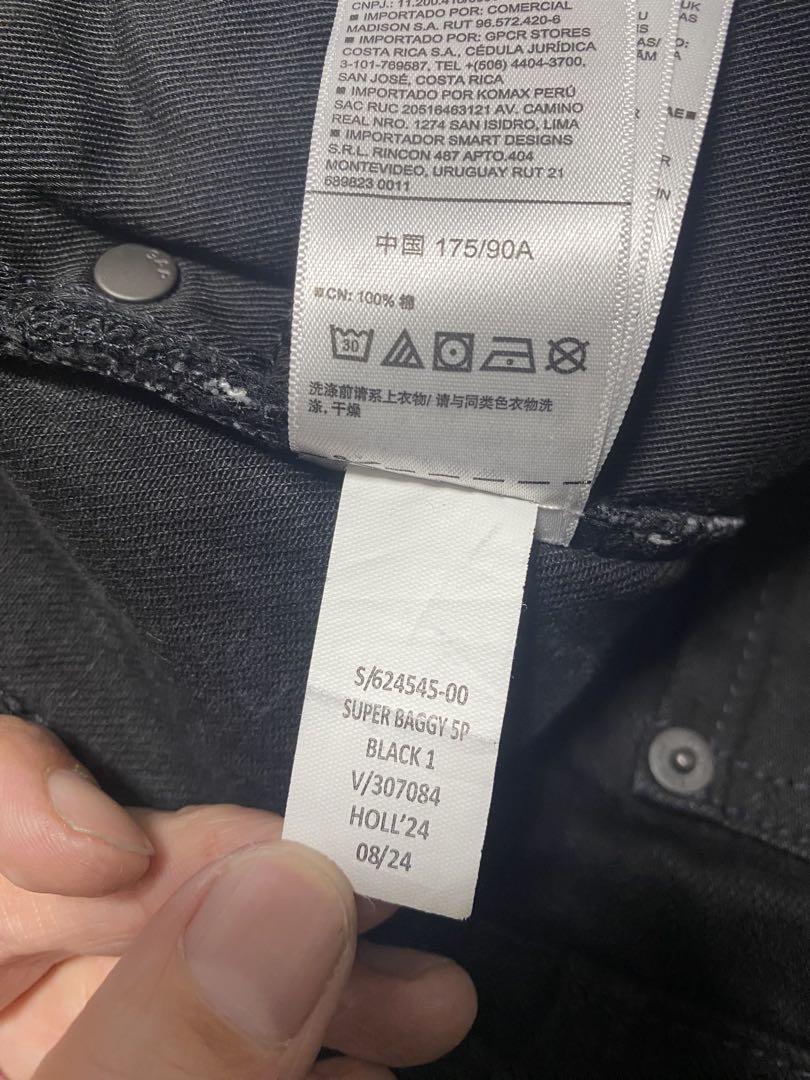 ■ IMPORTADO POR: COMERCIAL
MADISON S.A. RUT 96.572.420-6
■ IMPORTADO POR: GPCR STORES
COSTA RICA S.A., CÉDULA JURÍDICA
3-101-769587, TEL +(506) 4404-3700,
SAN JOSÉ, COSTA RICA
■ IMPORTADO POR KOMAX PERÚ
SAC RUC 20516463121 AV. CAMINO
REAL NRO. 1274 SAN ISIDRO, LIMA
■ IMPORTADOR SMART DESIGNS
S.R.L. RINCON 487 APTO.404
MONTEVIDEO, URUGUAY RUT 21
689823 0011
中国 175/90A
■CN: 100% 棉
30
洗涤前请系上衣物/ 请与同类色衣物洗
涤，干燥
S/624545-00
SUPER BAGGY 5P
BLACK 1
V/307084
HOLL'24
08/24